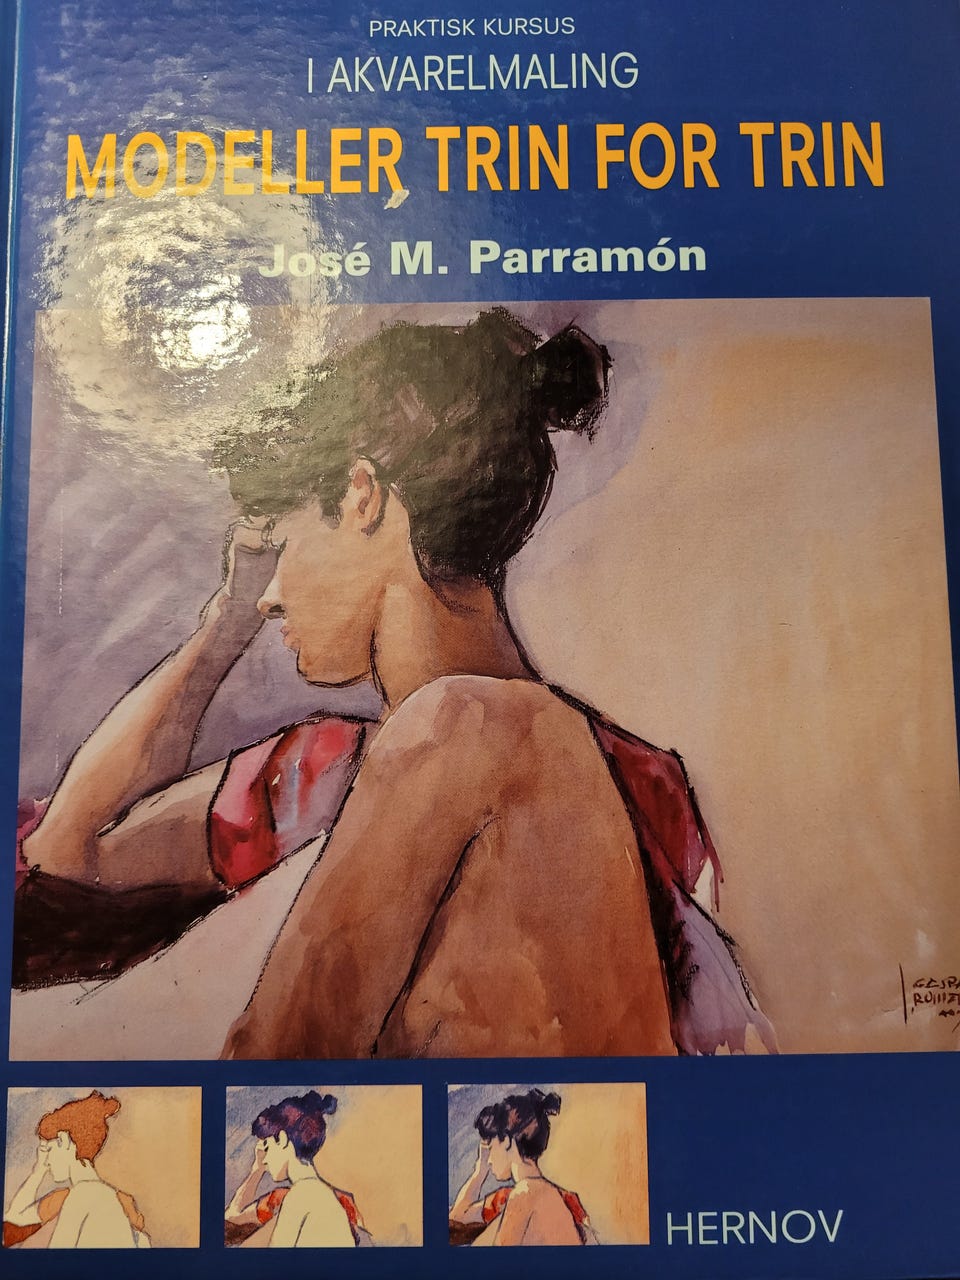 PRAKTISK KURSUS
I AKVARELMALING
MODELLER TRIN FOR TRIN
José M. Parramón
HERNOV